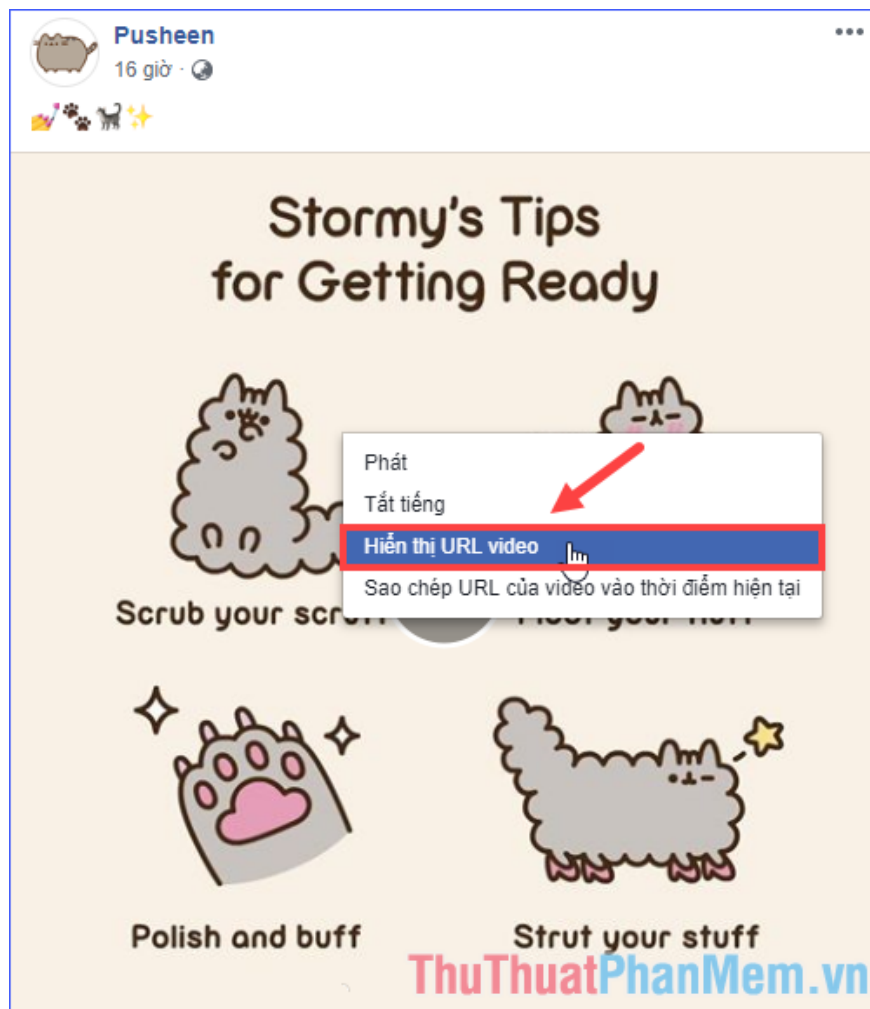 Pusheen
16 giờ ·
Stormy's Tips
for Getting Ready
Phát
Tắt tiếng
Hiển thị URL video
Sao chép URL của video vào thời điểm hiện tại
Scrub your
your
Polish and buff
Strut your stuff
ThuThuatPhanMem.vn